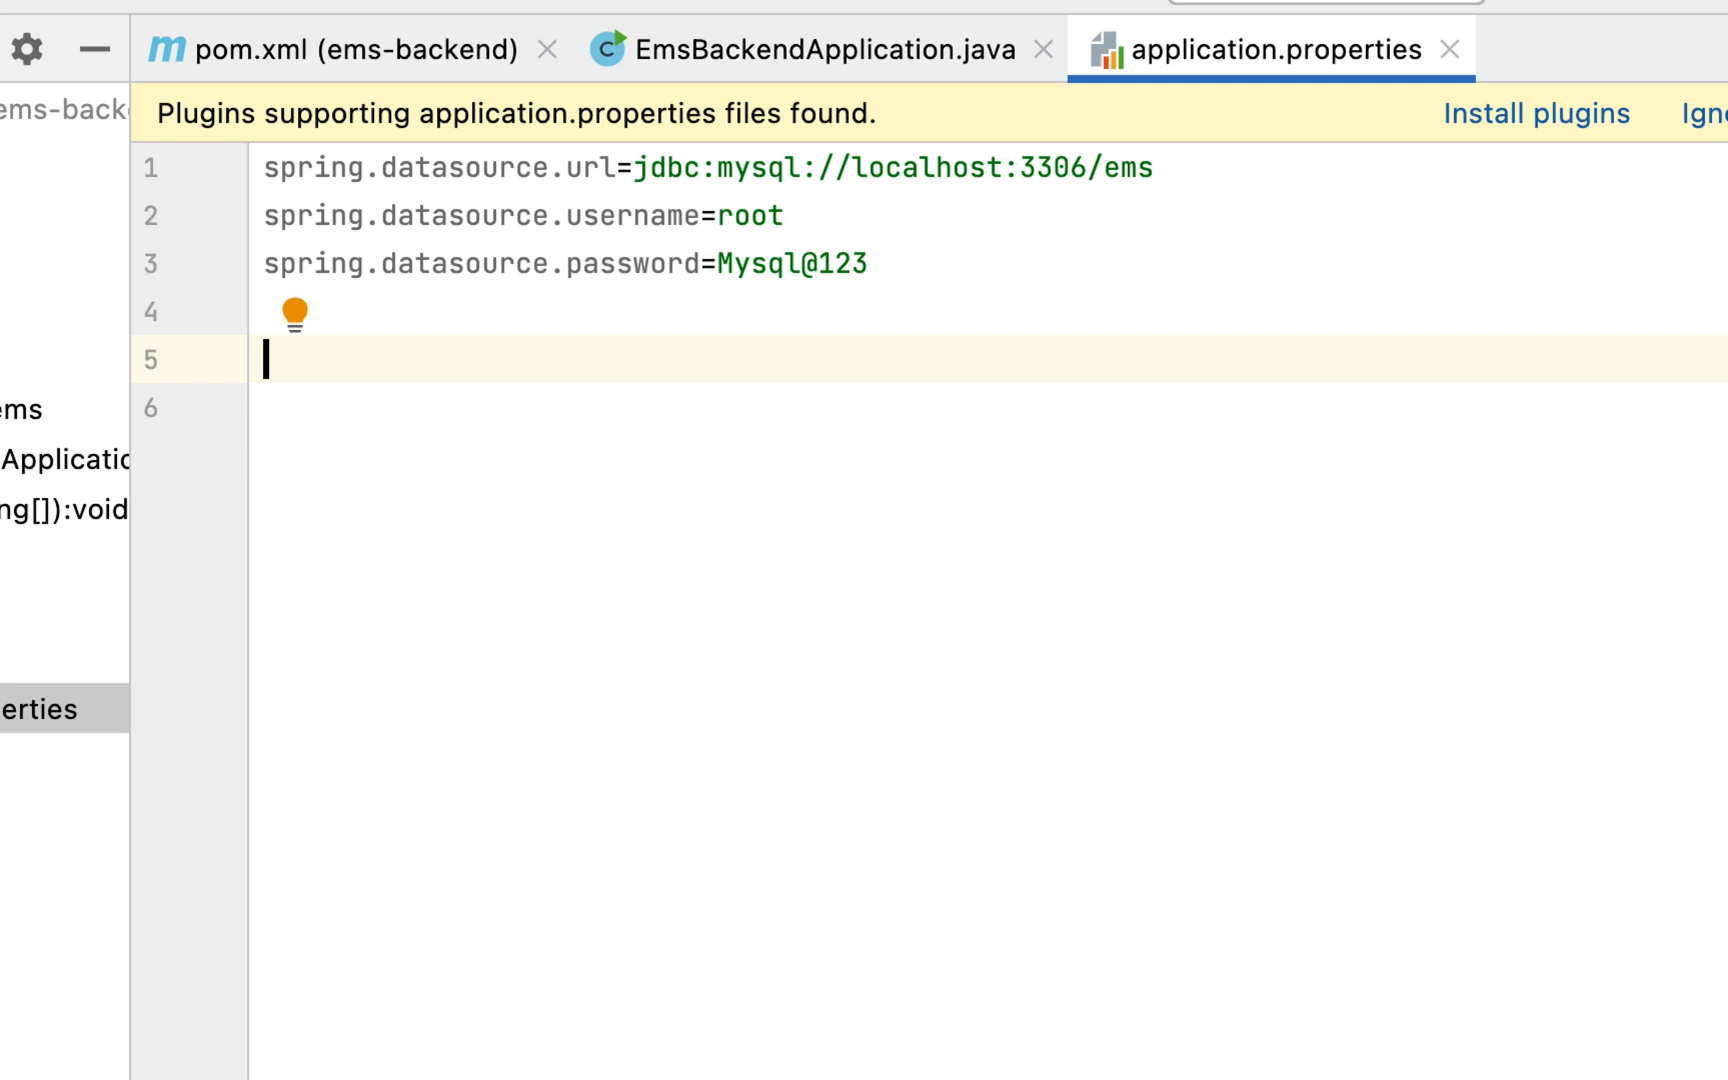 pom.xml (ems-backend)
EmsBackendApplication.java
application.properties
ems-back
Plugins supporting application.properties files found.
Install plugins
Ign
1 spring.datasource.url=jdbc:mysql://localhost:3306/ems
2 spring.datasource.username=root
3 spring.datasource.password=Mysql@123
4
5
6
ems
Applicatio
ng[]):void
erties